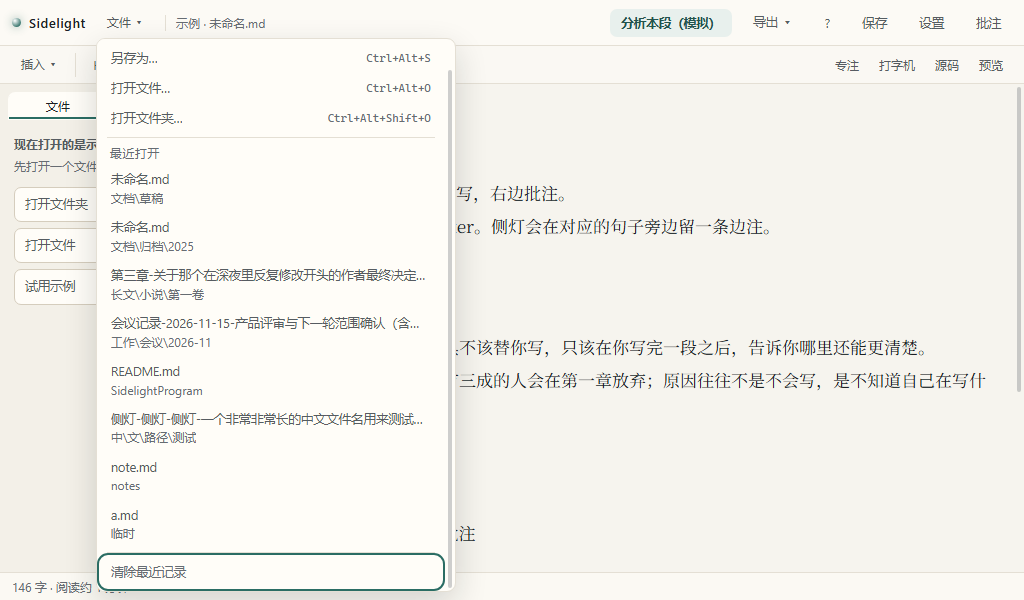 Sidelight 文件 示例 · 未命名.md 分析本段（模拟） 导出 ? 保存 设置 批注
插入 专注 打字机 源码 预览
另存为... Ctrl+Alt+S
打开文件... Ctrl+Alt+O
打开文件夹... Ctrl+Alt+Shift+O
最近打开
未命名.md
文档\草稿
未命名.md
文档\归档\2025
第三章-关于那个在深夜里反复修改开头的作者最终决定...
长文\小说\第一卷
会议记录-2026-11-15-产品评审与下一轮范围确认（含...
工作\会议\2026-11
README.md
SidelightProgram
侧灯-侧灯-侧灯-一个非常非常长的中文文件名用来测试...
中\文\路径\测试
note.md
notes
a.md
临时
清除最近记录
文件
现在打开的是示
先打开一个文件
打开文件夹
打开文件
试用示例
写，右边批注。
er。侧灯会在对应的句子旁边留一条边注。
不该替你写，只该在你写完一段之后，告诉你哪里还能更清楚。
三成的人会在第一章放弃；原因往往不是不会写，是不知道自己在写什
注
146 字 · 阅读约